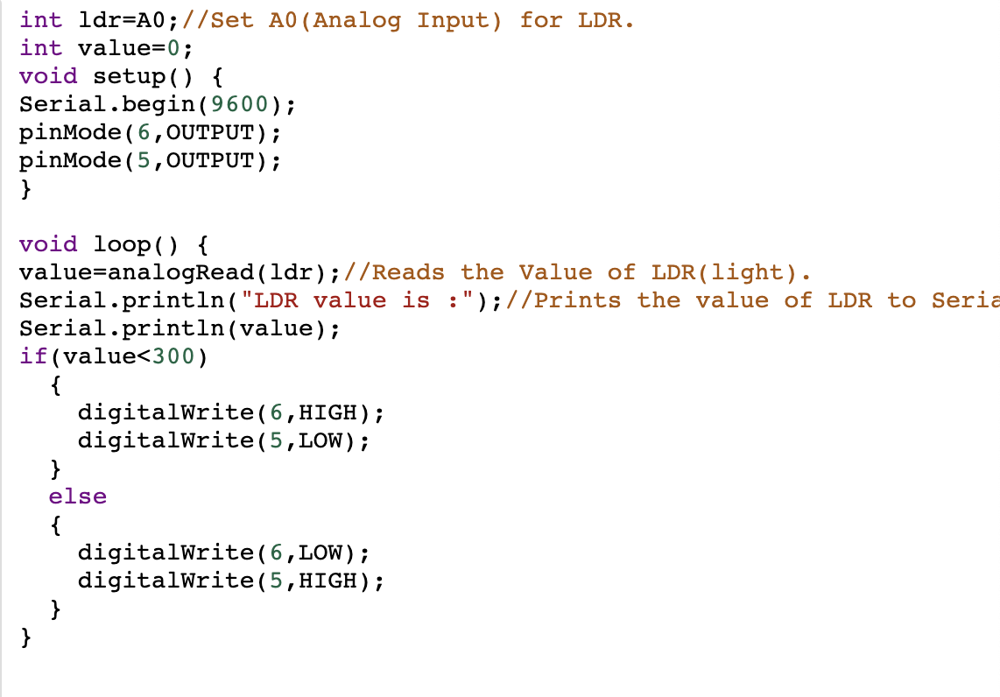 int ldr=A0;//Set A0(Analog Input) for LDR.
int value=0;
void setup() {
Serial.begin(9600);
pinMode(6,OUTPUT);
pinMode(5,OUTPUT);
}

void loop() {
value=analogRead(ldr);//Reads the Value of LDR(light).
Serial.println("LDR value is :");//Prints the value of LDR to
Serial.println(value);
if(value<300)
  {
    digitalWrite(6,HIGH);
    digitalWrite(5,LOW);
  }
  else
  {
    digitalWrite(6,LOW);
    digitalWrite(5,HIGH);
  }
}